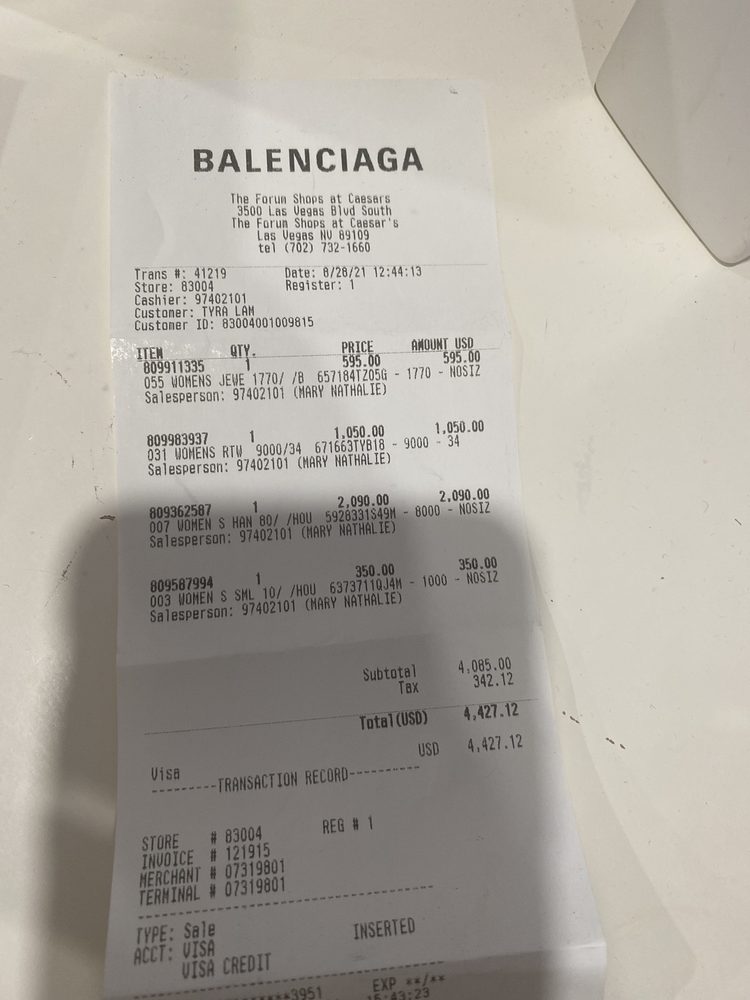 BALENCIAGA
The Forum Shops at Caesars
3500 Las Vegas Blvd South
The Forum Shops at Caesar's
Las Vegas NV 89109
tel (702) 732-1660
Trans #: 41219 Date: 8/28/21 12:44:13
Store: 83004 Register: 1
Cashier: 97402101
Customer: TYRA LAM
Customer ID: 83004001009815
ITEM QTY. PRICE AMOUNT USD
809911335 1 595.00 595.00
055 WOMENS JEWE 1770/ /B 657184TZ05G - 1770 - NOSIZ
Salesperson: 97402101 (MARY NATHALIE)
809983937 1 1,050.00 1,050.00
031 WOMENS RTW 9000/34 671663TYB18 - 9000 - 34
Salesperson: 97402101 (MARY NATHALIE)
809362587 1 2,090.00 2,090.00
007 WOMEN S HAN 80/ /HOU 5928331S49M - 8000 - NOSIZ
Salesperson: 97402101 (MARY NATHALIE)
809587994 1 350.00 350.00
003 WOMEN S SML 10/ /HOU 6373711QJ4M - 1000 - NOSIZ
Salesperson: 97402101 (MARY NATHALIE)
Subtotal 4,085.00
Tax 342.12
Total(USD) 4,427.12
USD 4,427.12
Visa
---------TRANSACTION RECORD----------
STORE # 83004 REG # 1
INVOICE # 121915
MERCHANT # 07319801
TERMINAL # 07319801
TYPE: Sale INSERTED
ACCT: VISA
VISA CREDIT
*******3951 EXP **/**
:43:23